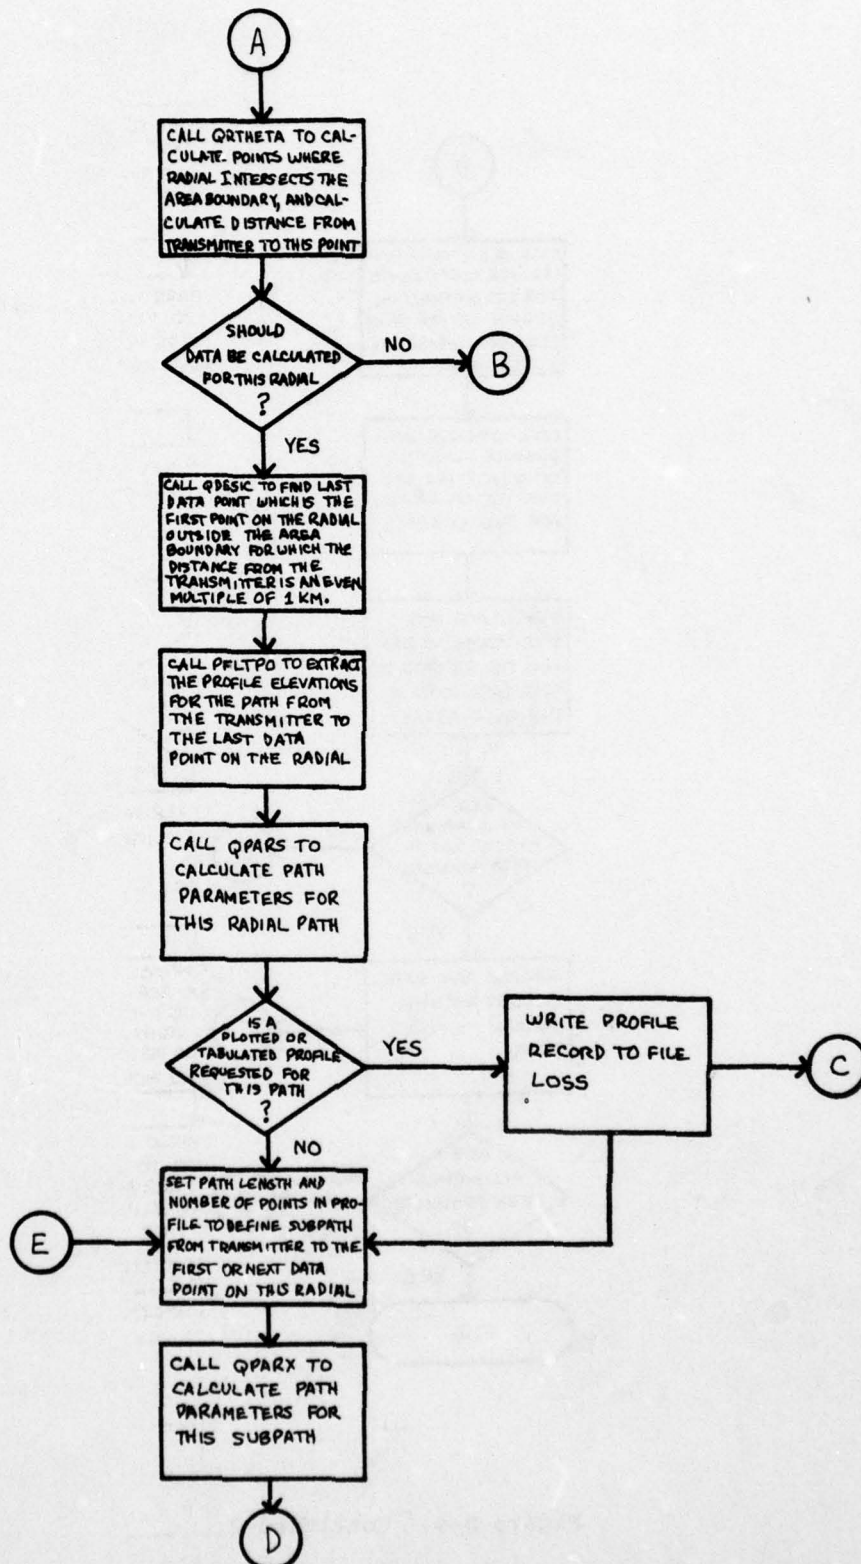 A
CALL QRTHETA TO CAL-
CULATE POINTS WHERE
RADIAL INTERSECTS THE
AREA BOUNDARY, AND CAL-
CULATE DISTANCE FROM
TRANSMITTER TO THIS POINT
SHOULD
DATA BE CALCULATED
FOR THIS RADIAL
?
NO
B
YES
CALL QDESIC TO FIND LAST
DATA POINT WHICH IS THE
FIRST POINT ON THE RADIAL
OUTSIDE THE AREA
BOUNDARY FOR WHICH THE
DISTANCE FROM THE
TRANSMITTER IS AN EVEN
MULTIPLE OF 1 KM.
CALL PFLTPO TO EXTRACT
THE PROFILE ELEVATIONS
FOR THE PATH FROM
THE TRANSMITTER TO
THE LAST DATA
POINT ON THE RADIAL
CALL QPARS TO
CALCULATE PATH
PARAMETERS FOR
THIS RADIAL PATH
IS A
PLOTTED OR
TABULATED PROFILE
REQUESTED FOR
THIS PATH
?
YES
WRITE PROFILE
RECORD TO FILE
LOSS
C
NO
SET PATH LENGTH AND
NUMBER OF POINTS IN PRO-
FILE TO DEFINE SUBPATH
FROM TRANSMITTER TO THE
FIRST OR NEXT DATA
POINT ON THIS RADIAL
E
CALL QPARX TO
CALCULATE PATH
PARAMETERS FOR
THIS SUBPATH
D